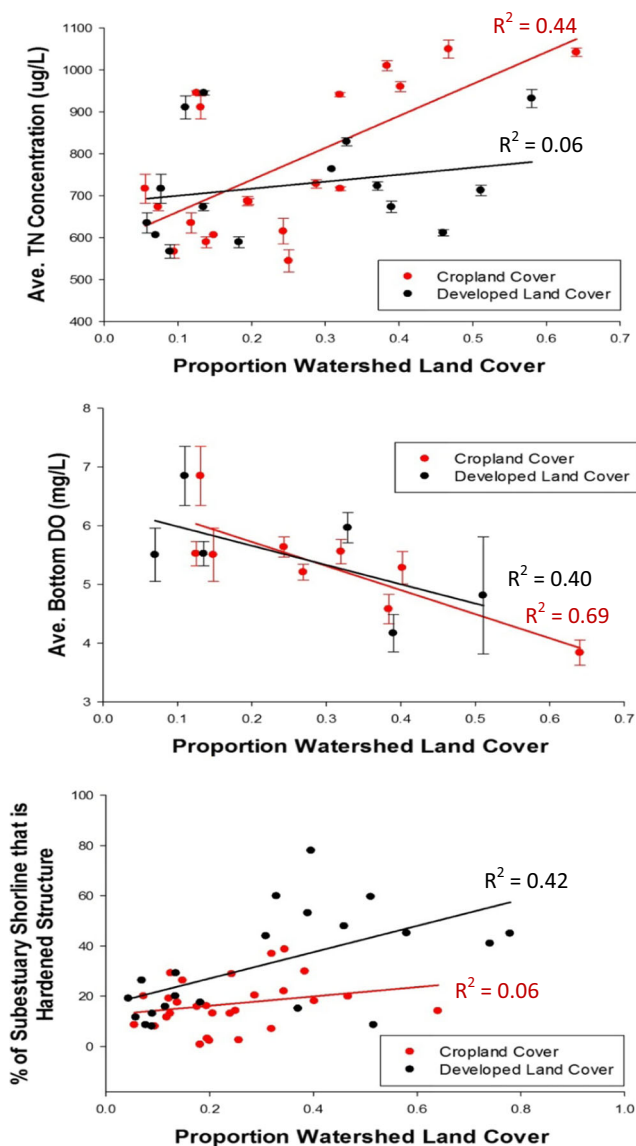 R² = 0.44
1100
1000
900
800
700
600
500
400
Ave. TN Concentration (ug/L)
R² = 0.06
Cropland Cover
Developed Land Cover
0.0 0.1 0.2 0.3 0.4 0.5 0.6 0.7
Proportion Watershed Land Cover
8
7
6
5
4
3
Ave. Bottom DO (mg/L)
Cropland Cover
Developed Land Cover
R² = 0.40
R² = 0.69
0.0 0.1 0.2 0.3 0.4 0.5 0.6 0.7
Proportion Watershed Land Cover
100
80
60
40
20
0
% of Subestuary Shorline that is
Hardened Structure
R² = 0.42
R² = 0.06
Cropland Cover
Developed Land Cover
0.0 0.2 0.4 0.6 0.8 1.0
Proportion Watershed Land Cover